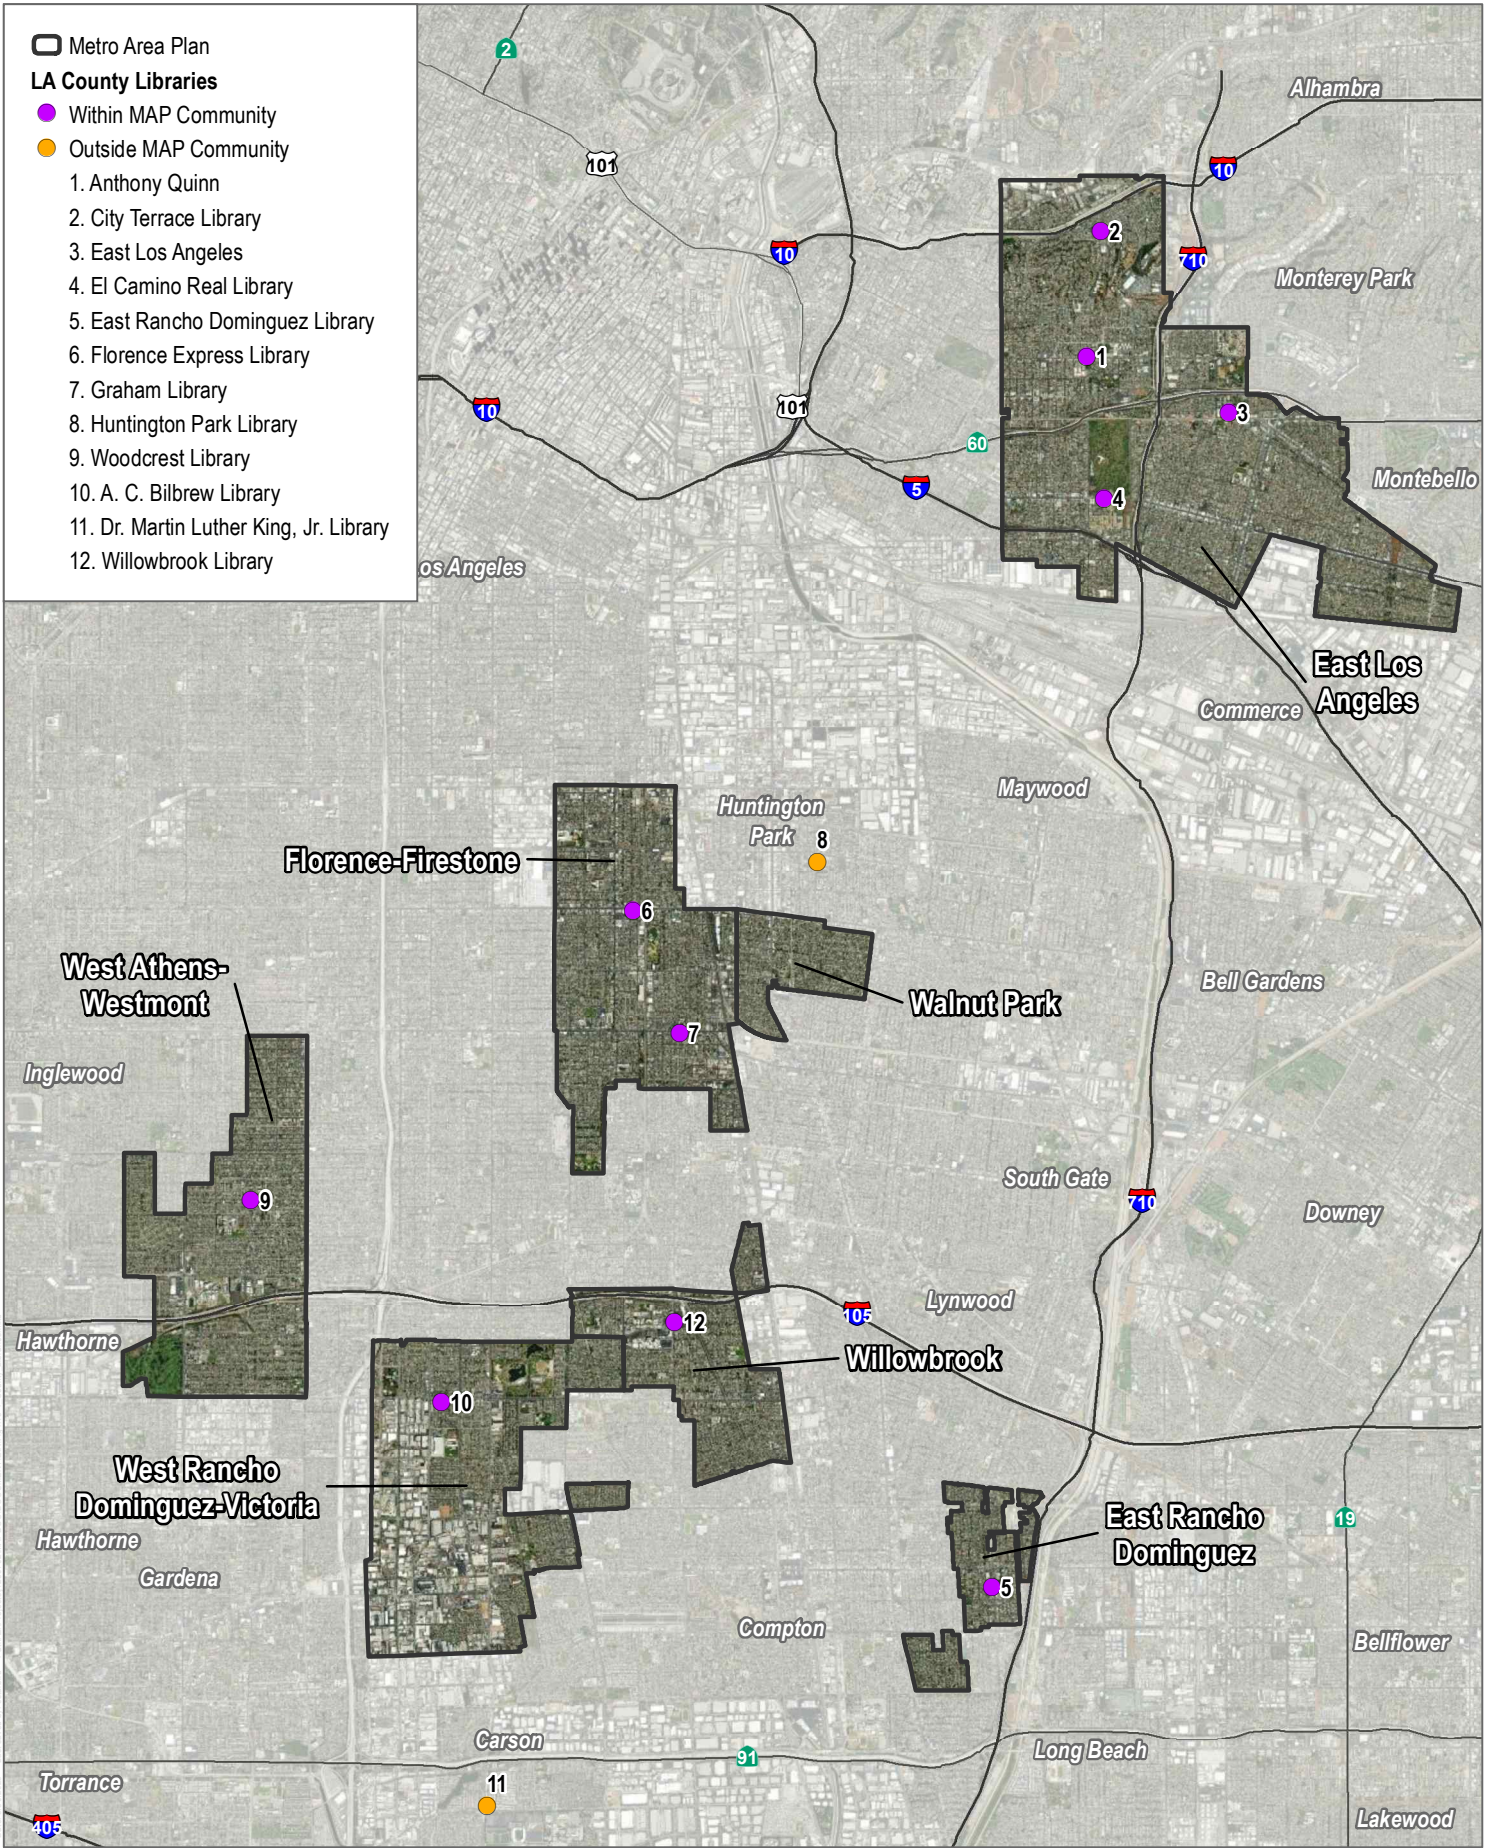 Metro Area Plan
LA County Libraries
Within MAP Community
Outside MAP Community
1. Anthony Quinn
2. City Terrace Library
3. East Los Angeles
4. El Camino Real Library
5. East Rancho Dominguez Library
6. Florence Express Library
7. Graham Library
8. Huntington Park Library
9. Woodcrest Library
10. A. C. Bilbrew Library
11. Dr. Martin Luther King, Jr. Library
12. Willowbrook Library
2
Alhambra
101
10
2
10
710
Monterey Park
1
10
101
3
60
5
4
Montebello
os Angeles
East Los
Angeles
Commerce
Maywood
Huntington
Park
8
Florence-Firestone
6
West Athens-
Westmont
Bell Gardens
Walnut Park
7
Inglewood
South Gate
9
710
Downey
Lynwood
105
12
Hawthorne
Willowbrook
10
West Rancho
Dominguez-Victoria
East Rancho
Dominguez
19
Hawthorne
Gardena
5
Compton
Bellflower
Carson
91
Long Beach
Torrance
11
405
Lakewood